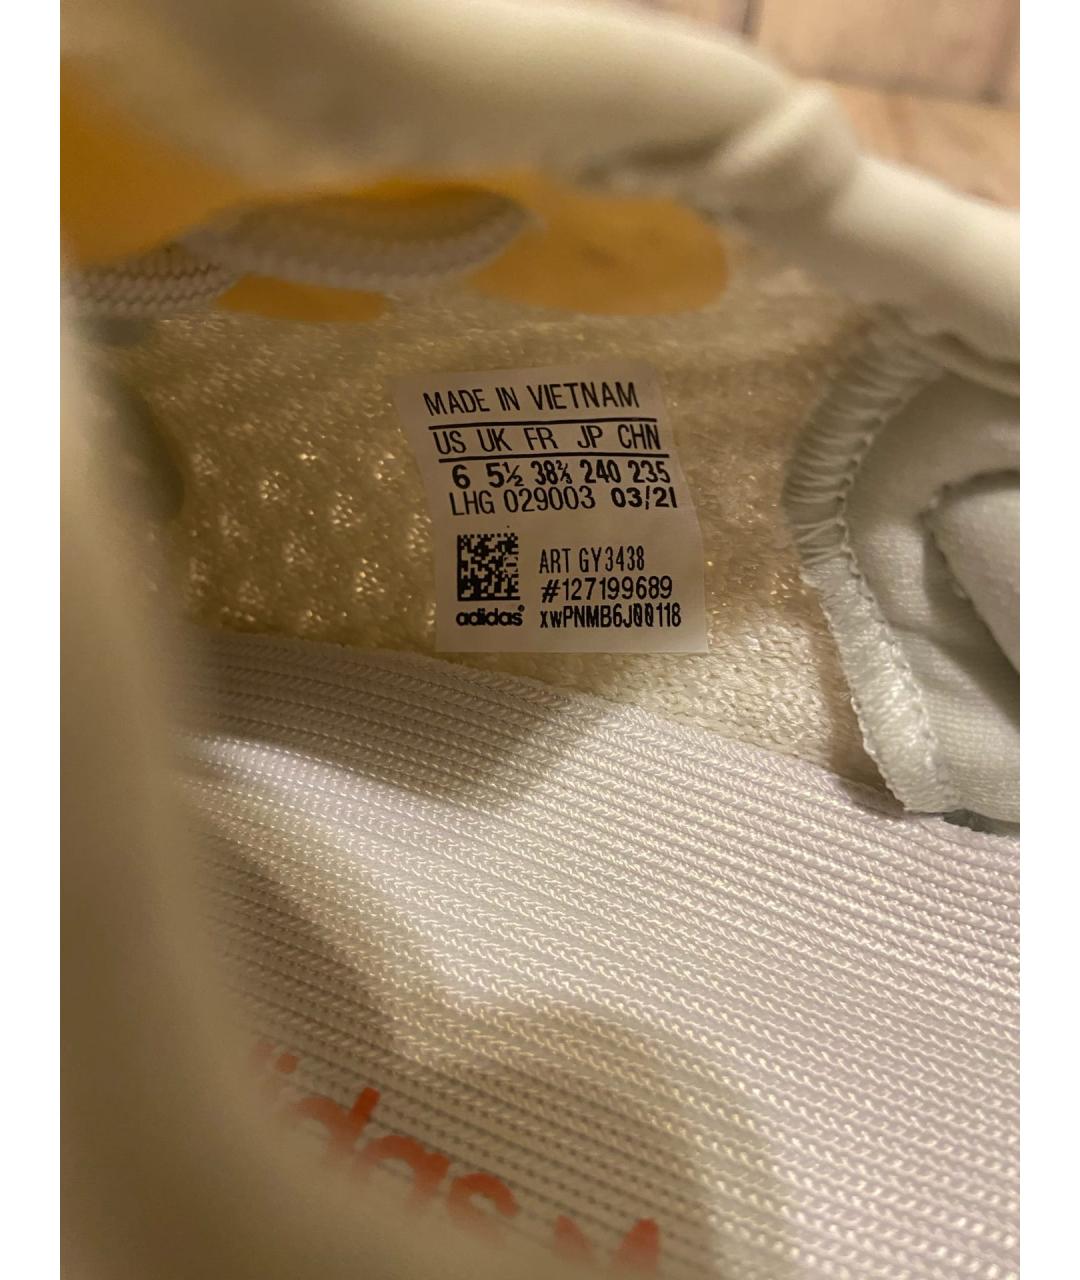 MADE IN VIETNAM
US UK FR JP CHN
6 5½ 38⅔ 240 235
LHG 029003 03/21
ART GY3438
#127199689
adidas® xwPNMB6J00118
adidas